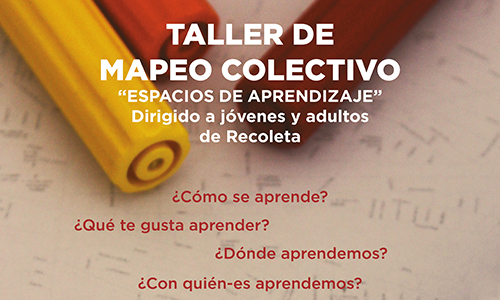 TALLER DE
MAPEO COLECTIVO
“ESPACIOS DE APRENDIZAJE”
Dirigido a jóvenes y adultos
de Recoleta
¿Cómo se aprende?
¿Qué te gusta aprender?
¿Dónde aprendemos?
¿Con quién-es aprendemos?